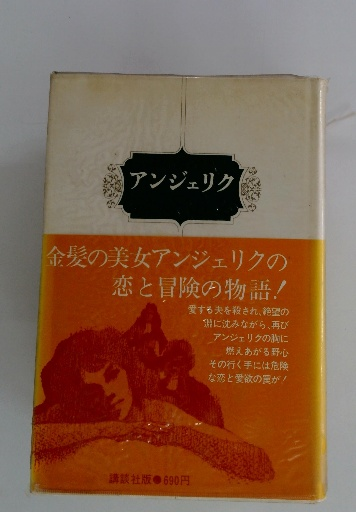 アンジェリク
金髪の美女アンジェリクの
恋と冒険の物語!
愛する夫を殺され、絶望の
淵に沈みながら、再び
アンジェリクの胸に
燃えあがる野心
その行く手には危険
な恋と愛欲の罠が!
講談社版●690円